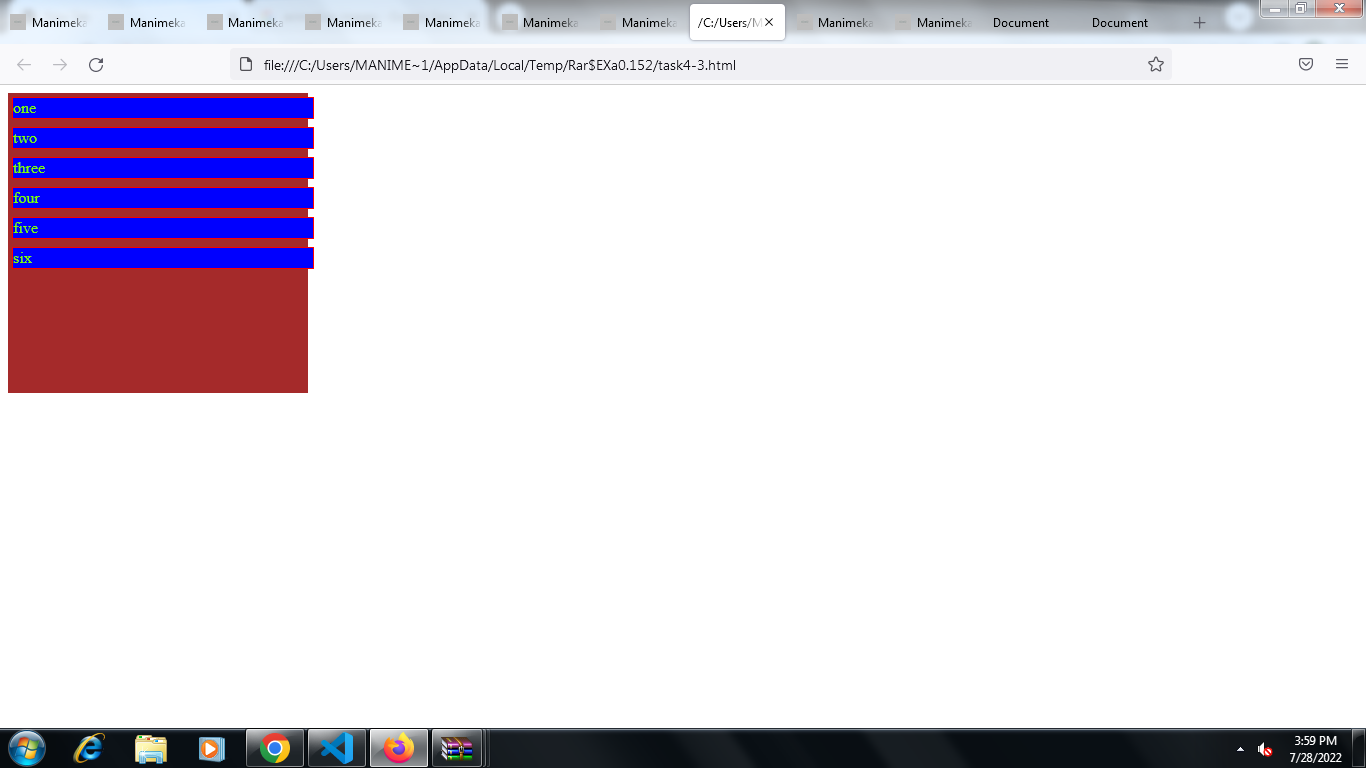 Manimeka Manimeka Manimeka Manimeka Manimeka Manimeka Manimeka /C:/Users/M Manimeka Manimeka Document Document
file:///C:/Users/MANIME~1/AppData/Local/Temp/Rar$EXa0.152/task4-3.html
one
two
three
four
five
six
3:59 PM
7/28/2022